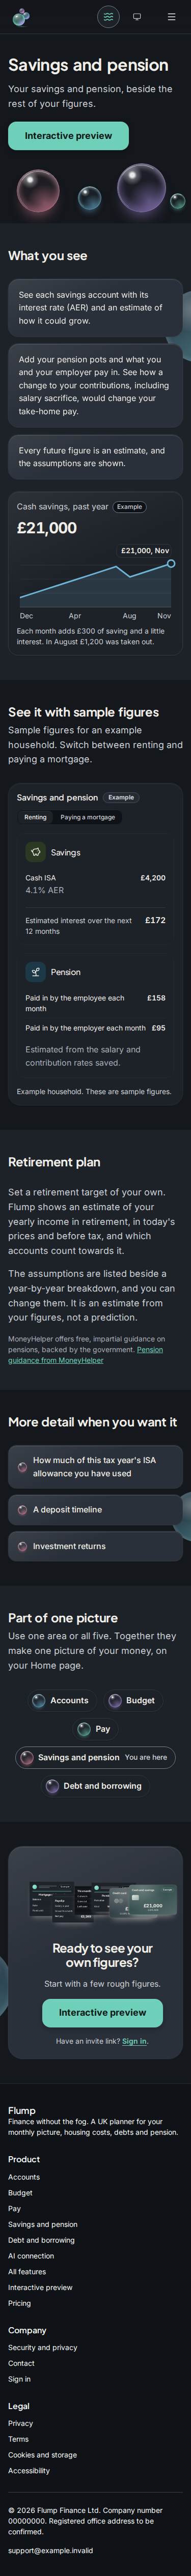 Savings and pension
Your savings and pension, beside the
rest of your figures.
Interactive preview
What you see
See each savings account with its
interest rate (AER) and an estimate of
how it could grow.
Add your pension pots and what you
and your employer pay in. See how a
change to your contributions, including
salary sacrifice, would change your
take-home pay.
Every future figure is an estimate, and
the assumptions are shown.
Cash savings, past year Example
£21,000
£21,000, Nov
Dec Apr Aug Nov
Each month adds £300 of saving and a little
interest. In August £1,200 was taken out.
See it with sample figures
Sample figures for an example
household. Switch between renting and
paying a mortgage.
Savings and pension Example
Renting Paying a mortgage
Savings
Cash ISA £4,200
4.1% AER
Estimated interest over the next £172
12 months
Pension
Paid in by the employee each £158
month
Paid in by the employer each month £95
Estimated from the salary and
contribution rates saved.
Example household. These are sample figures.
Retirement plan
Set a retirement target of your own.
Flump shows an estimate of your
yearly income in retirement, in today's
prices and before tax, and which
accounts count towards it.
The assumptions are listed beside a
year-by-year breakdown, and you can
change them. It is an estimate from
your figures, not a prediction.
MoneyHelper offers free, impartial guidance on
pensions, backed by the government. Pension
guidance from MoneyHelper
More detail when you want it
How much of this tax year's ISA
allowance you have used
A deposit timeline
Investment returns
Part of one picture
Use one area or all five. Together they
make one picture of your money, on
your Home page.
Accounts
Budget
Pay
Savings and pension You are here
Debt and borrowing
£21,000
Ready to see your
own figures?
Start with a few rough figures.
Interactive preview
Have an invite link? Sign in.
Flump
Finance without the fog. A UK planner for your
monthly picture, housing costs, debts and pension.
Product
Accounts
Budget
Pay
Savings and pension
Debt and borrowing
AI connection
All features
Interactive preview
Pricing
Company
Security and privacy
Contact
Sign in
Legal
Privacy
Terms
Cookies and storage
Accessibility
© 2026 Flump Finance Ltd. Company number
00000000. Registered office address to be
confirmed.
support@example.invalid